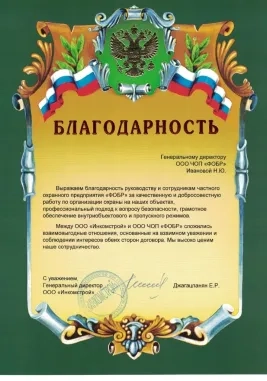 БЛАГОДАРНОСТЬ
Генеральному директору
ООО ЧОП «ФОБР»
Ивановой Н.Ю.
Выражаем благодарность руководству и сотрудникам частного
охранного предприятия «ФОБР» за качественную и добросовестную
работу по организации охраны на наших объектах,
профессиональный подход к вопросу безопасности, грамотное
обеспечение внутриобъектового и пропускного режимов.
Между ООО «Инкомстрой» и ООО ЧОП «ФОБР» сложились
взаимовыгодные отношения, основанные на взаимном уважении и
соблюдении интересов обеих сторон договора. Мы высоко ценим
наше сотрудничество.
С уважением,
Генеральный директор
ООО «Инкомстрой»
Джагацпанян Е.Р.